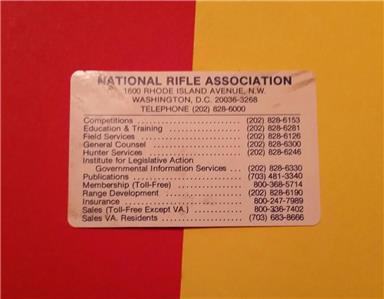 NATIONAL RIFLE ASSOCIATION
1600 RHODE ISLAND AVENUE, N.W.
WASHINGTON, D.C. 20036-3268
TELEPHONE (202) 828-6000
Competitions (202) 828-6153
Education & Training (202) 828-6281
Field Services (202) 828-6126
General Counsel (202) 828-6300
Hunter Services (202) 828-6246
Institute for Legislative Action
Governmental Information Services ... (202) 828-6330
Publications (703) 481-3340
Membership (Toll-Free) 800-368-5714
Range Development (202) 828-6190
Insurance 800-247-7989
Sales (Toll-Free Except VA.) 800-336-7402
Sales VA. Residents (703) 683-8666